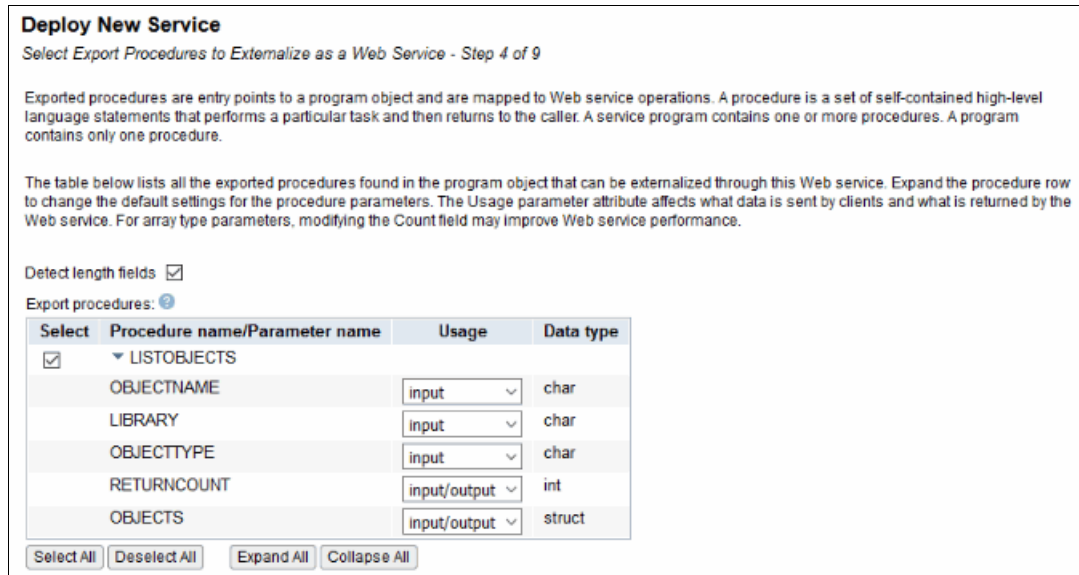 Deploy New Service
Select Export Procedures to Externalize as a Web Service - Step 4 of 9
Exported procedures are entry points to a program object and are mapped to Web service operations. A procedure is a set of self-contained high-level
language statements that performs a particular task and then returns to the caller. A service program contains one or more procedures. A program
contains only one procedure.
The table below lists all the exported procedures found in the program object that can be externalized through this Web service. Expand the procedure row
to change the default settings for the procedure parameters. The Usage parameter attribute affects what data is sent by clients and what is returned by the
Web service. For array type parameters, modifying the Count field may improve Web service performance.
Detect length fields
Export procedures: ?
Select Procedure name/Parameter name Usage Data type
LISTOBJECTS
OBJECTNAME input char
LIBRARY input char
OBJECTTYPE input char
RETURNCOUNT input/output int
OBJECTS input/output struct
Select All Deselect All Expand All Collapse All